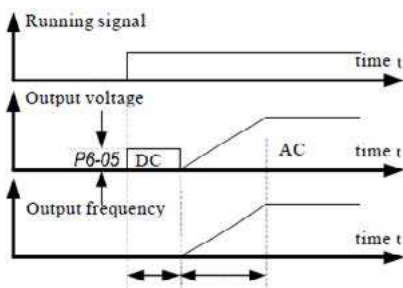 Running signal
time t
Output voltage
P6-05
DC
AC
time t
Output frequency
time t